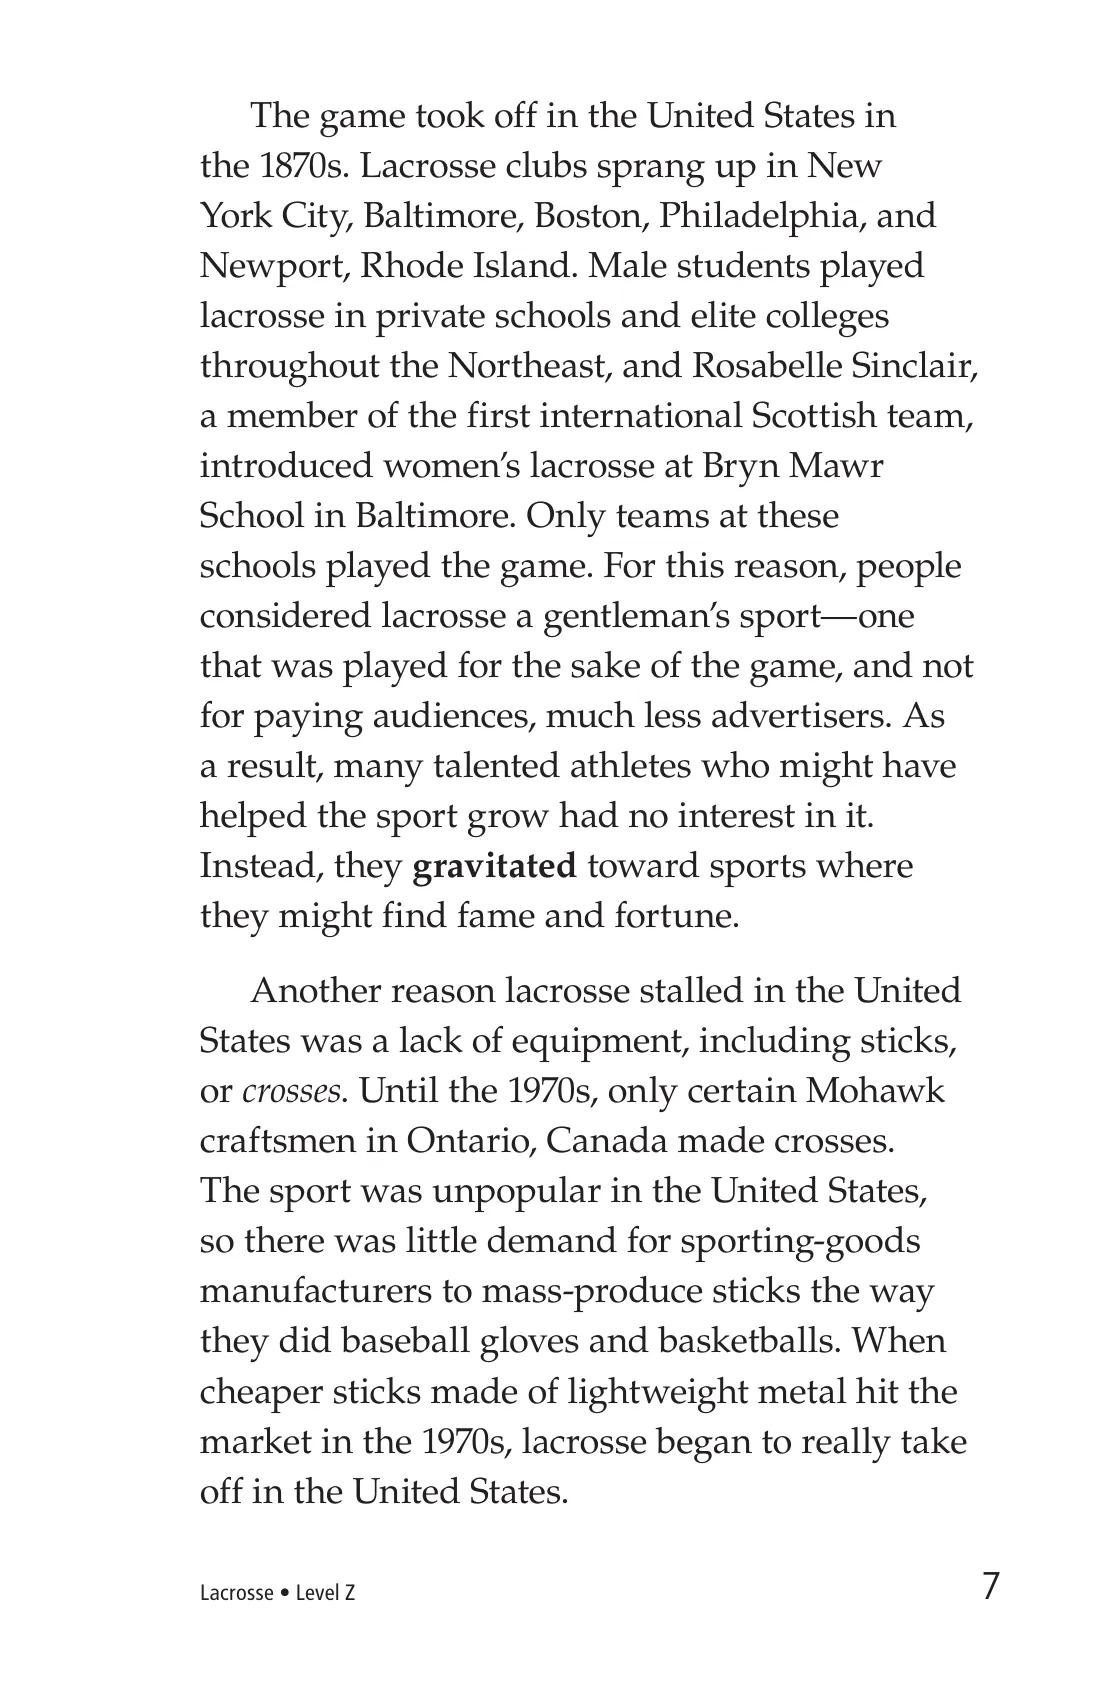 The game took off in the United States in
the 1870s. Lacrosse clubs sprang up in New
York City, Baltimore, Boston, Philadelphia, and
Newport, Rhode Island. Male students played
lacrosse in private schools and elite colleges
throughout the Northeast, and Rosabelle Sinclair,
a member of the first international Scottish team,
introduced women’s lacrosse at Bryn Mawr
School in Baltimore. Only teams at these
schools played the game. For this reason, people
considered lacrosse a gentleman’s sport—one
that was played for the sake of the game, and not
for paying audiences, much less advertisers. As
a result, many talented athletes who might have
helped the sport grow had no interest in it.
Instead, they gravitated toward sports where
they might find fame and fortune.
Another reason lacrosse stalled in the United
States was a lack of equipment, including sticks,
or crosses. Until the 1970s, only certain Mohawk
craftsmen in Ontario, Canada made crosses.
The sport was unpopular in the United States,
so there was little demand for sporting-goods
manufacturers to mass-produce sticks the way
they did baseball gloves and basketballs. When
cheaper sticks made of lightweight metal hit the
market in the 1970s, lacrosse began to really take
off in the United States.
Lacrosse • Level Z
7